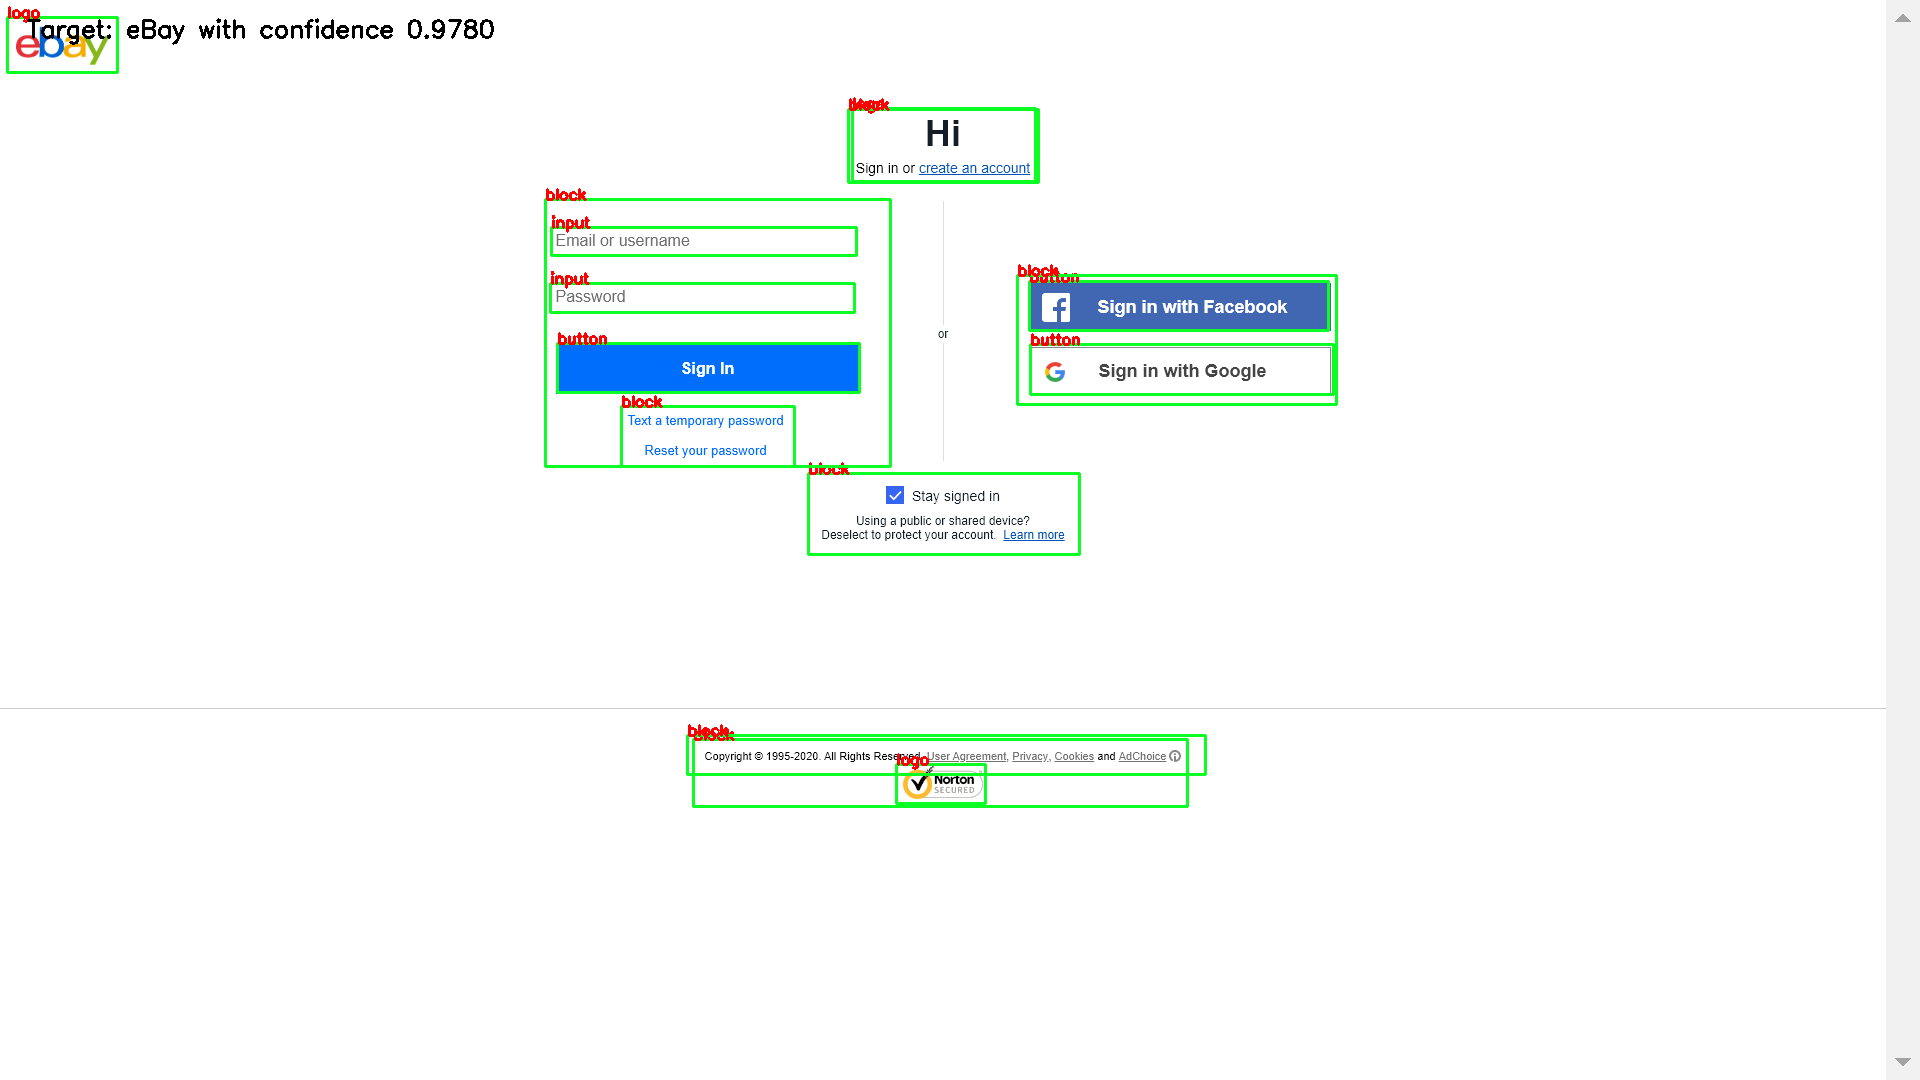 logo
Target: eBay with confidence 0.9780
ebay
block
Hi
Sign in or create an account
block
input
Email or username
input
Password
button
Sign In
block
Text a temporary password
Reset your password
or
block
button
Sign in with Facebook
button
Sign in with Google
block
Stay signed in
Using a public or shared device?
Deselect to protect your account. Learn more
block
block
Copyright © 1995-2020. All Rights Reserved. User Agreement, Privacy, Cookies and AdChoice
logo
Norton
SECURED